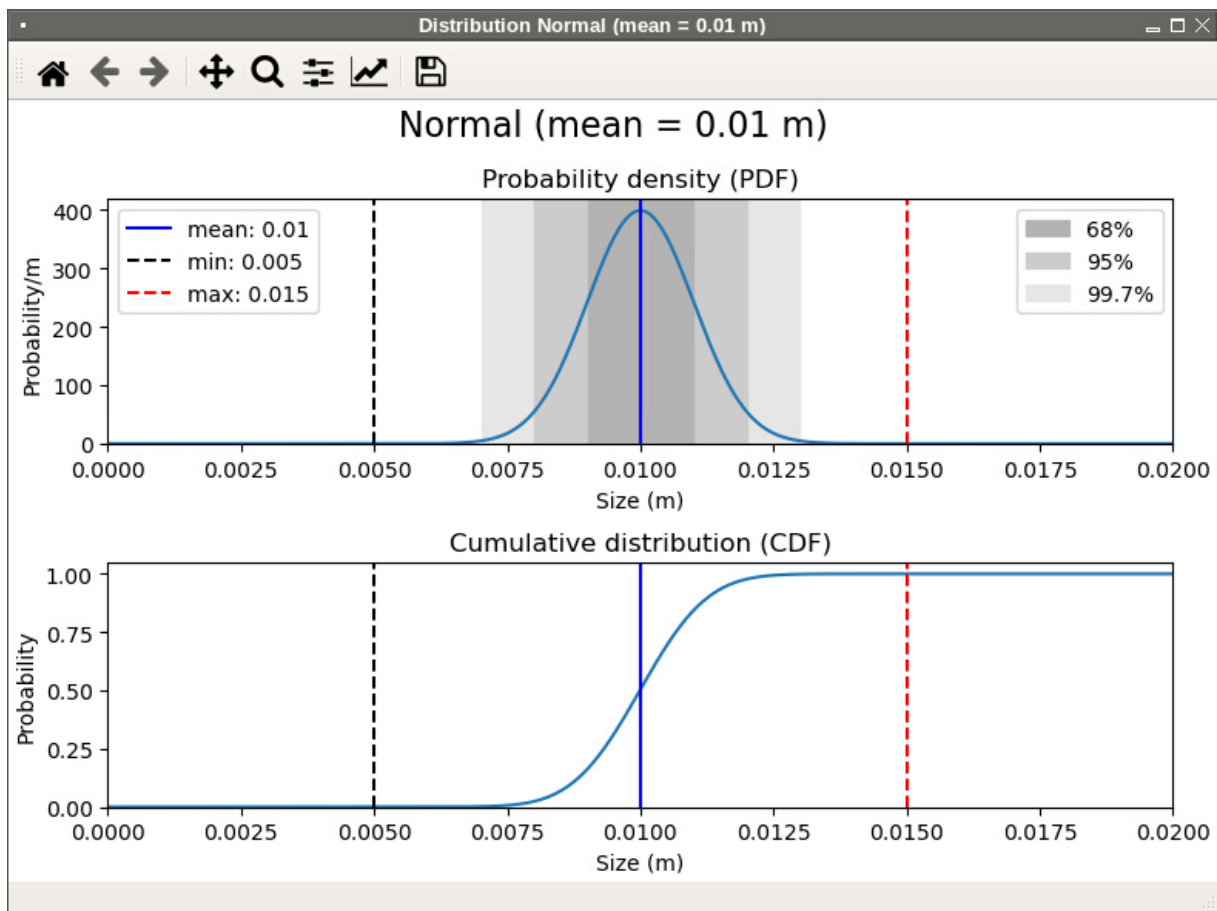 Distribution Normal (mean = 0.01 m)
Normal (mean = 0.01 m)
Probability density (PDF)
Probability/m
400
300
200
100
0
mean: 0.01
min: 0.005
max: 0.015
68%
95%
99.7%
0.0000 0.0025 0.0050 0.0075 0.0100 0.0125 0.0150 0.0175 0.0200
Size (m)
Cumulative distribution (CDF)
Probability
1.00
0.75
0.50
0.25
0.00
0.0000 0.0025 0.0050 0.0075 0.0100 0.0125 0.0150 0.0175 0.0200
Size (m)